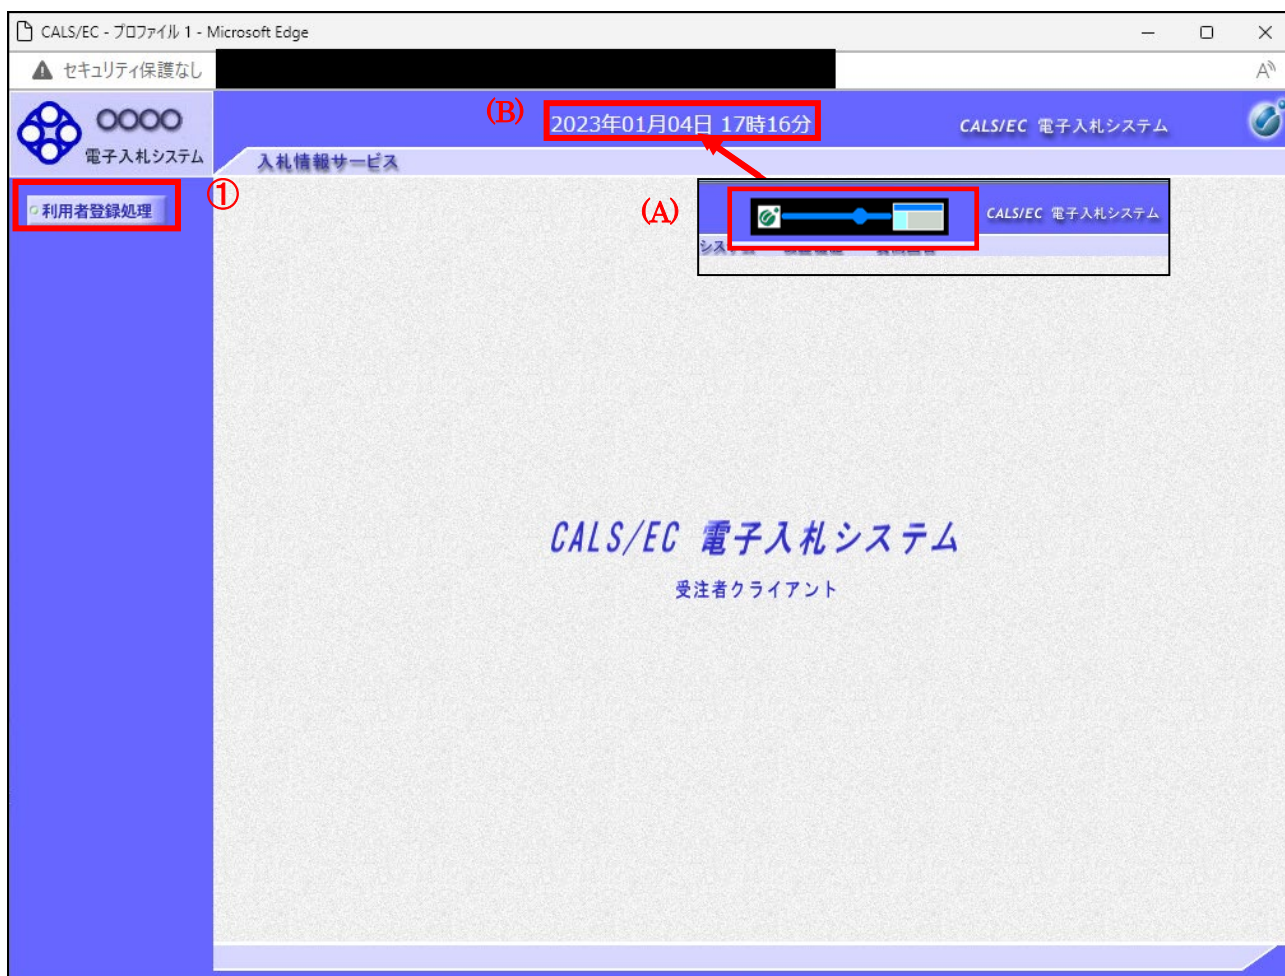 CALS/EC - プロファイル 1 - Microsoft Edge
セキュリティ保護なし
○○○○
電子入札システム
(B)
2023年01月04日 17時16分
CALS/EC 電子入札システム
入札情報サービス
利用者登録処理
①
(A)
CALS/EC 電子入札システム
CALS/EC 電子入札システム
受注者クライアント